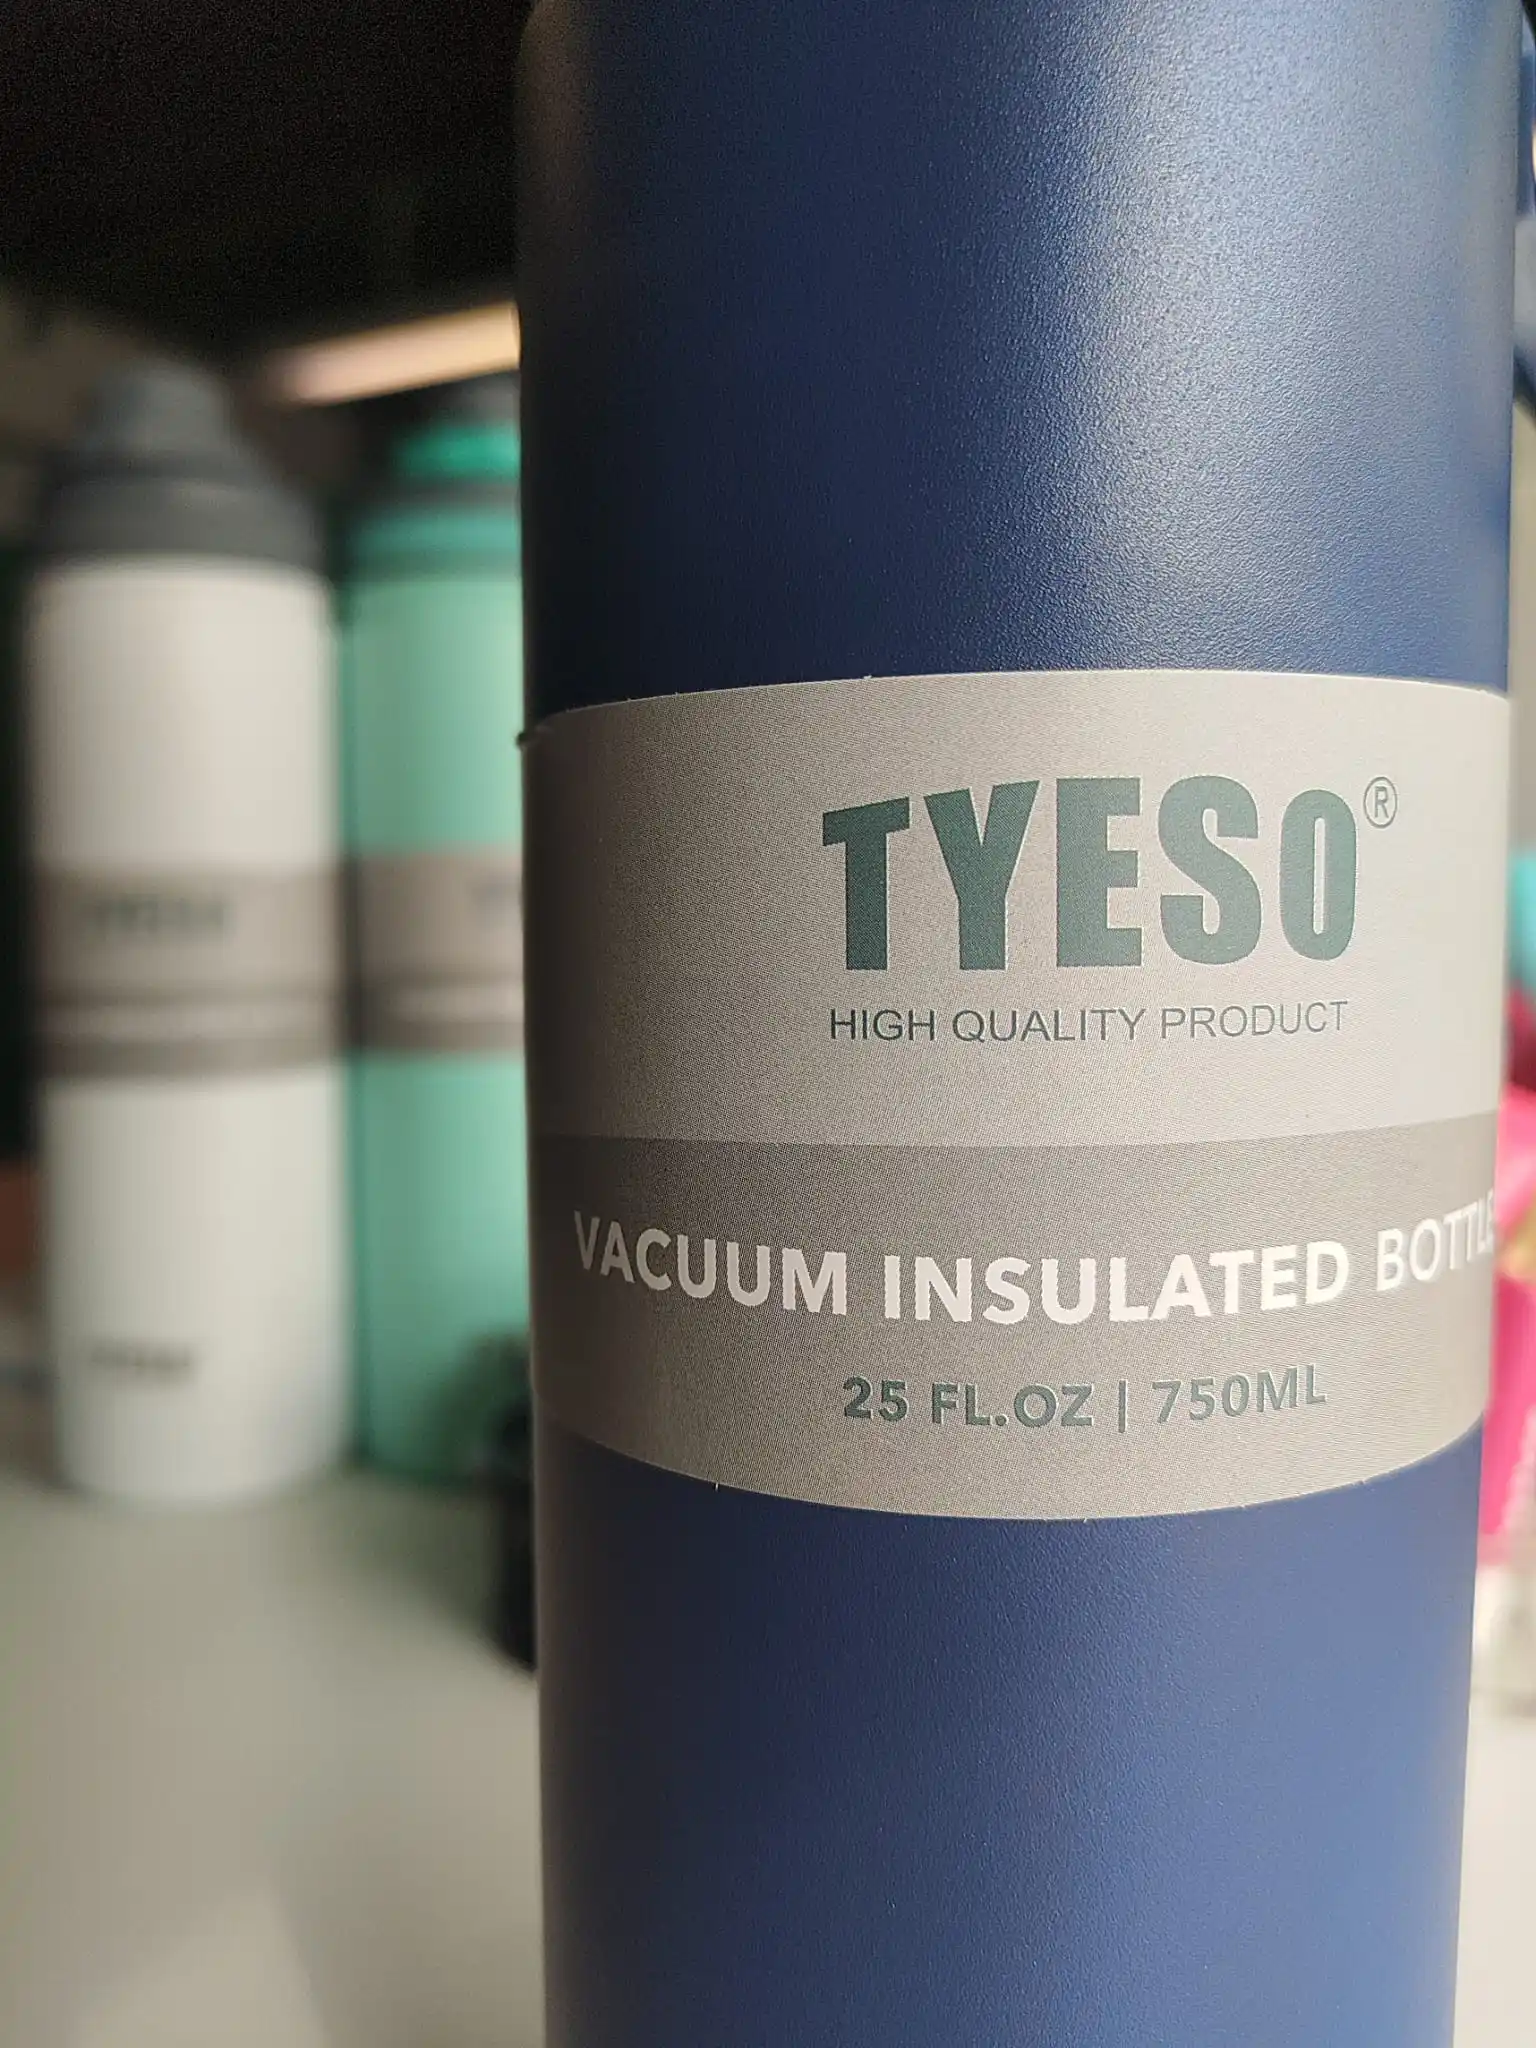 TYESO®
HIGH QUALITY PRODUCT
VACUUM INSULATED BOTTLE
25 FL.OZ | 750ML